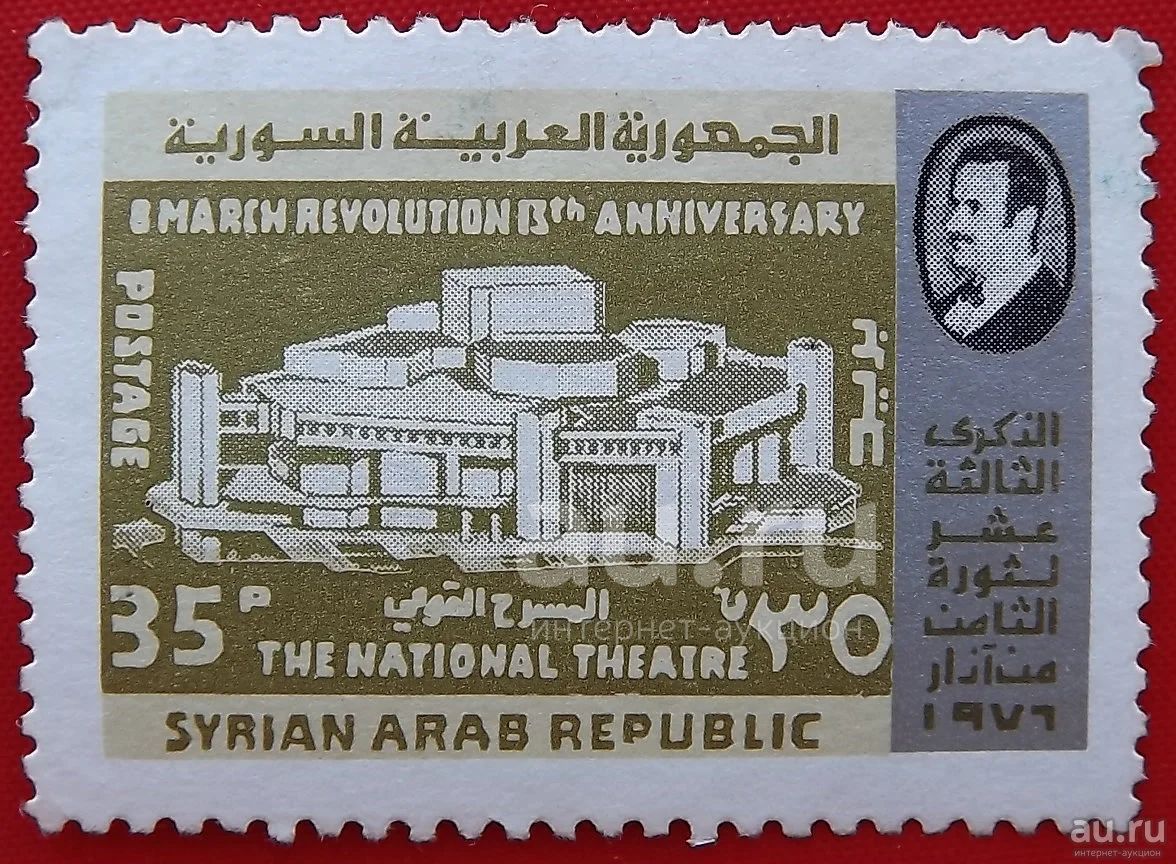 الجمهورية العربية السورية
8 MARCH REVOLUTION 13th ANNIVERSARY
POSTAGE
بريد
35P
المسرح القومي
٣٥ ق
THE NATIONAL THEATRE
SYRIAN ARAB REPUBLIC
الذكرى
الثالثة
عشر
لثورة
الثامن
من آذار
١٩٧٦
au.ru
интернет-аукцион
au.ru
интернет-аукцион